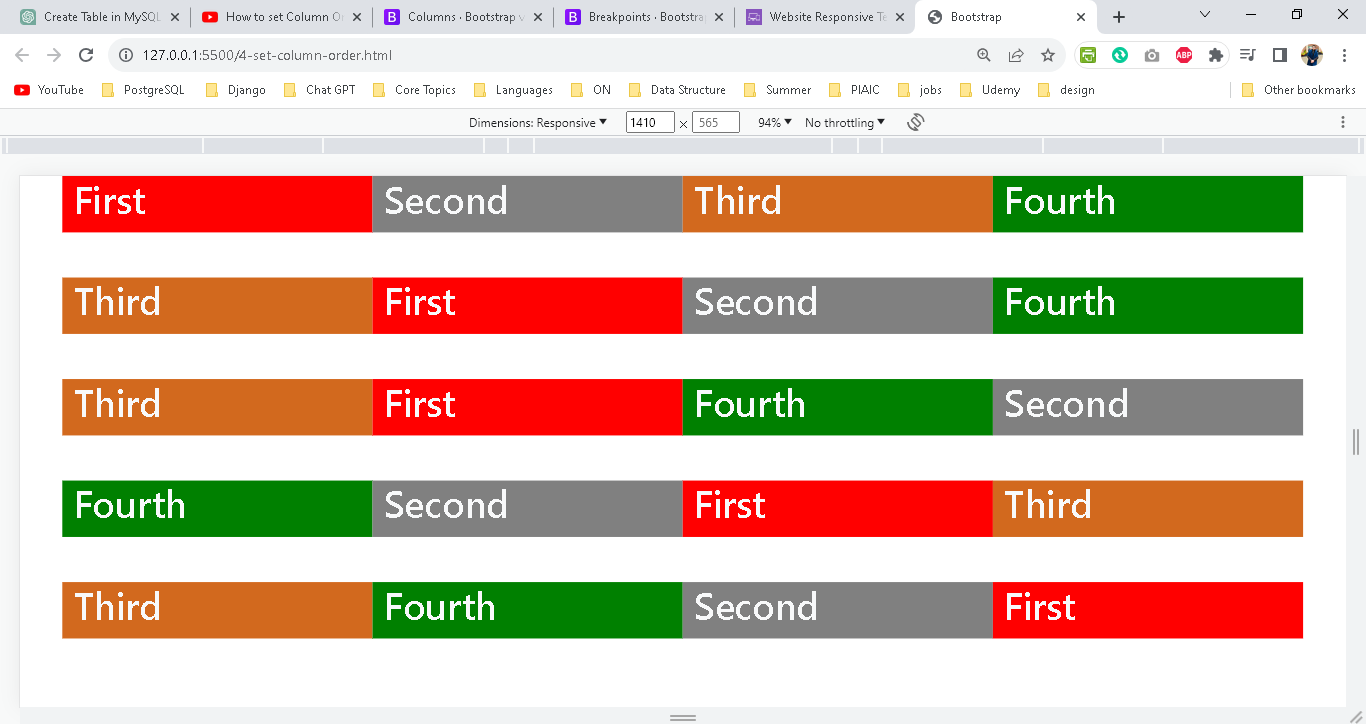 Create Table in MySQL
How to set Column O
Columns · Bootstrap v
Breakpoints · Bootstra
Website Responsive Te
Bootstrap
127.0.0.1:5500/4-set-column-order.html
ABP
YouTube
PostgreSQL
Django
Chat GPT
Core Topics
Languages
ON
Data Structure
Summer
PIAIC
jobs
Udemy
design
Other bookmarks
Dimensions: Responsive 1410 × 565 94% No throttling
First Second Third Fourth
Third First Second Fourth
Third First Fourth Second
Fourth Second First Third
Third Fourth Second First